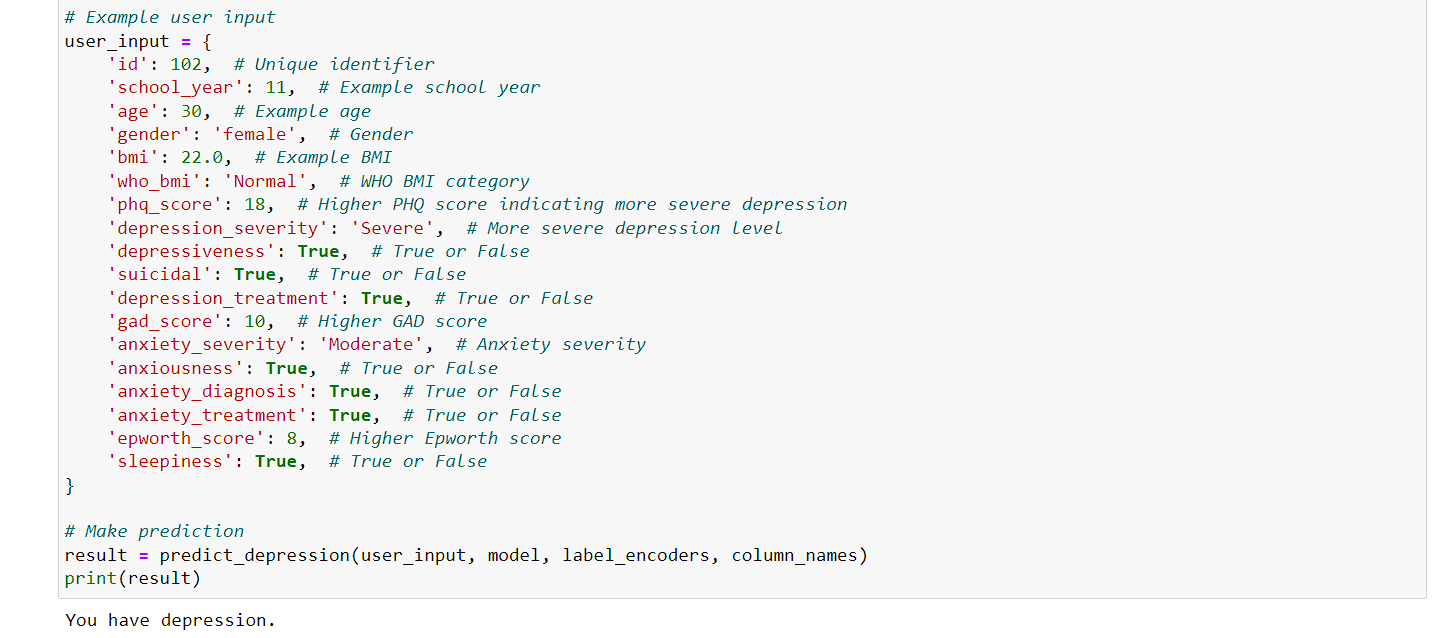 # Example user input
user_input = {
    'id': 102,  # Unique identifier
    'school_year': 11,  # Example school year
    'age': 30,  # Example age
    'gender': 'female',  # Gender
    'bmi': 22.0,  # Example BMI
    'who_bmi': 'Normal',  # WHO BMI category
    'phq_score': 18,  # Higher PHQ score indicating more severe depression
    'depression_severity': 'Severe',  # More severe depression level
    'depressiveness': True,  # True or False
    'suicidal': True,  # True or False
    'depression_treatment': True,  # True or False
    'gad_score': 10,  # Higher GAD score
    'anxiety_severity': 'Moderate',  # Anxiety severity
    'anxiousness': True,  # True or False
    'anxiety_diagnosis': True,  # True or False
    'anxiety_treatment': True,  # True or False
    'epworth_score': 8,  # Higher Epworth score
    'sleepiness': True,  # True or False
}
# Make prediction
result = predict_depression(user_input, model, label_encoders, column_names)
print(result)
You have depression.